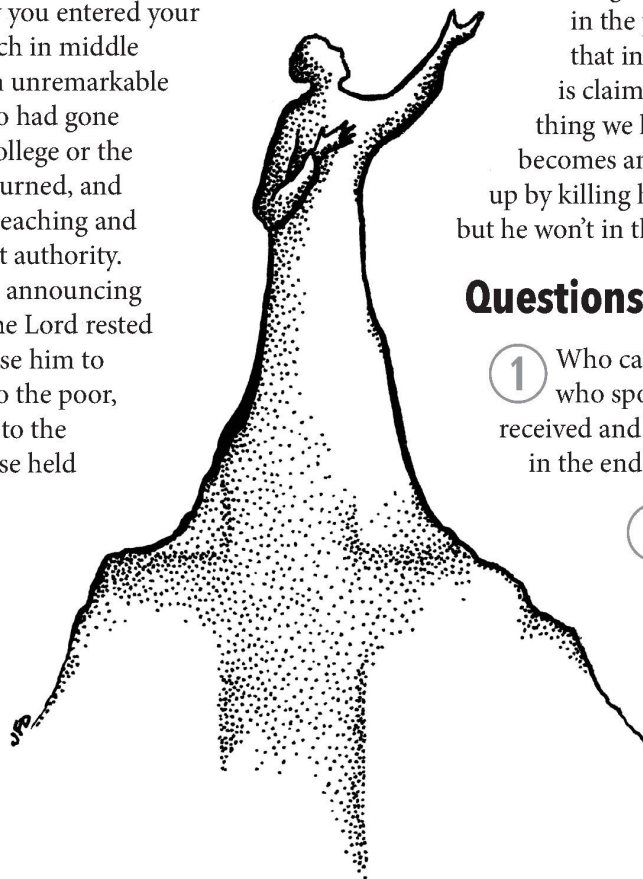 you entered your
ch in middle
unremarkable
o had gone
ollege or the
urned, and
eaching and
t authority.
announcing
he Lord rested
se him to
o the poor,
to the
se held
in the
that in
is claim
thing we
becomes an
up by killing
but he won't in th
Questions
1
Who ca
who spo
received and
in the end
JFD